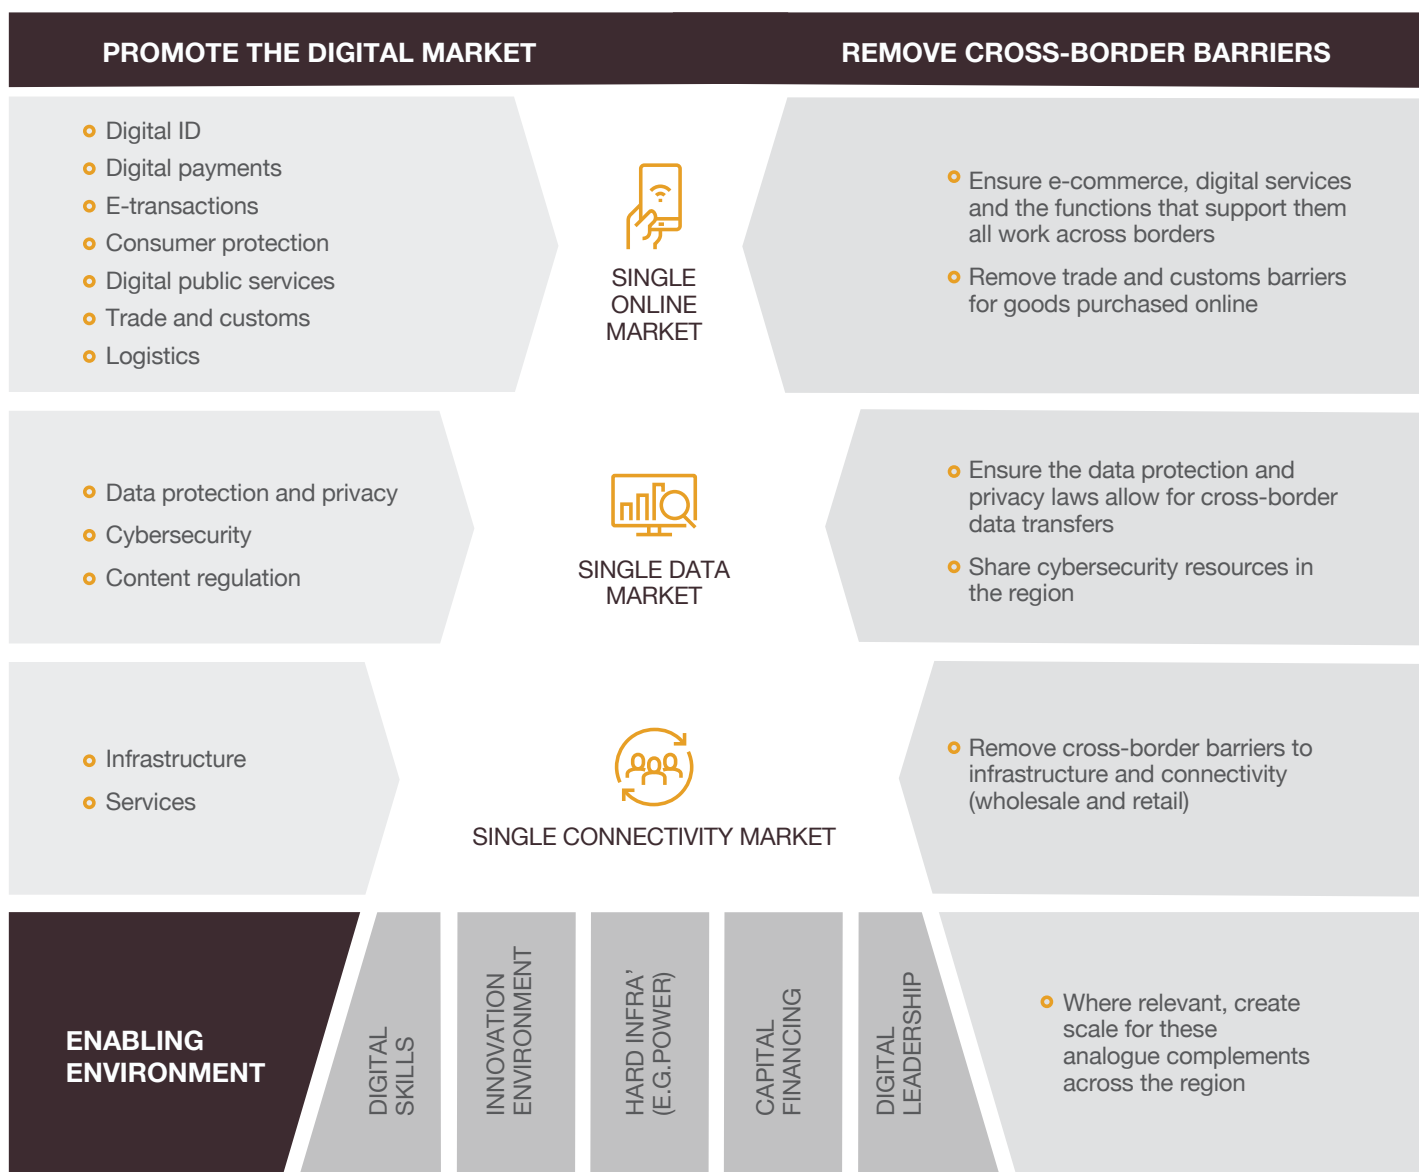 PROMOTE THE DIGITAL MARKET
REMOVE CROSS-BORDER BARRIERS
Digital ID
Digital payments
E-transactions
Consumer protection
Digital public services
Trade and customs
Logistics
SINGLE
ONLINE
MARKET
Ensure e-commerce, digital services
and the functions that support them
all work across borders
Remove trade and customs barriers
for goods purchased online
Data protection and privacy
Cybersecurity
Content regulation
SINGLE DATA
MARKET
Ensure the data protection and
privacy laws allow for cross-border
data transfers
Share cybersecurity resources in
the region
Infrastructure
Services
SINGLE CONNECTIVITY MARKET
Remove cross-border barriers to
infrastructure and connectivity
(wholesale and retail)
ENABLING
ENVIRONMENT
DIGITAL
SKILLS
INNOVATION
ENVIRONMENT
HARD INFRA’
(E.G.POWER)
CAPITAL
FINANCING
DIGITAL
LEADERSHIP
Where relevant, create
scale for these
analogue complements
across the region